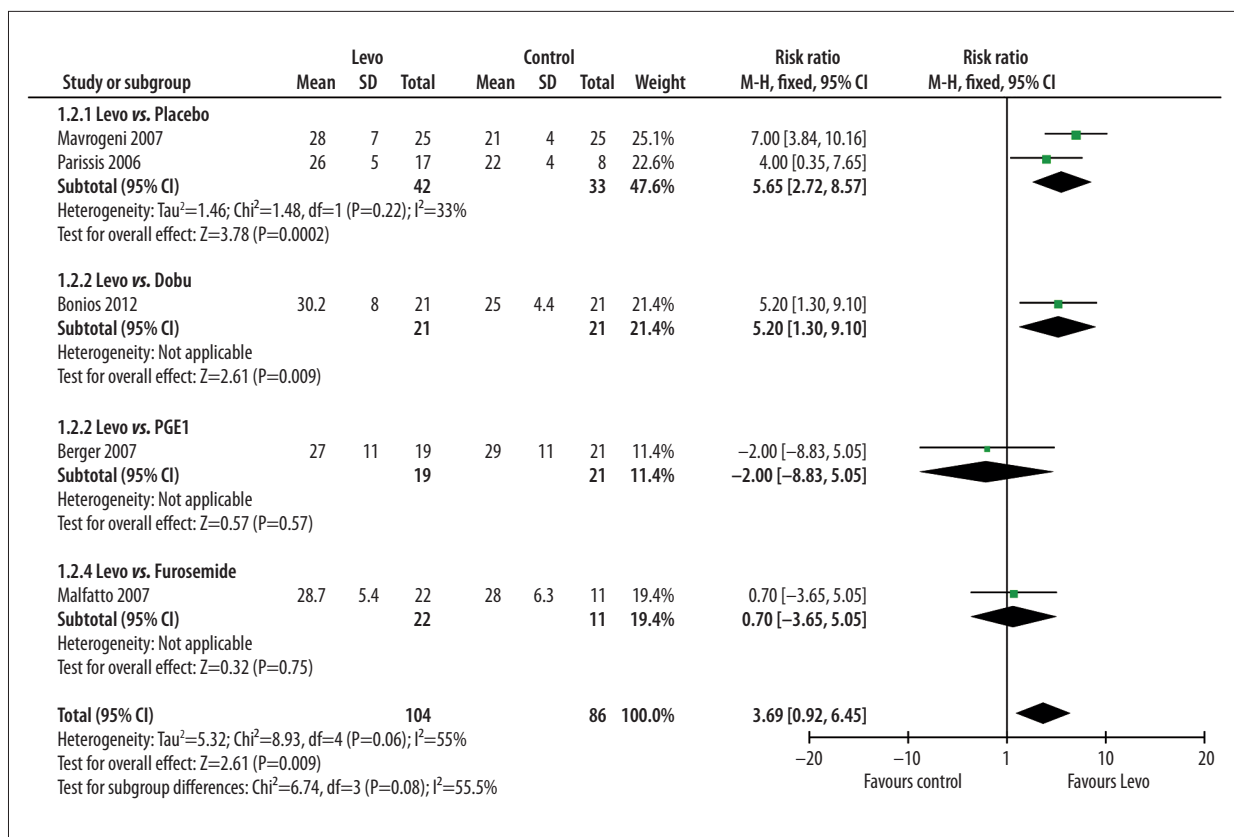 Levo Control Risk ratio Risk ratio
Study or subgroup Mean SD Total Mean SD Total Weight M-H, fixed, 95% CI M-H, fixed, 95% CI
1.2.1 Levo vs. Placebo
Mavrogeni 2007 28 7 25 21 4 25 25.1% 7.00 [3.84, 10.16]
Parissis 2006 26 5 17 22 4 8 22.6% 4.00 [0.35, 7.65]
Subtotal (95% CI) 42 33 47.6% 5.65 [2.72, 8.57]
Heterogeneity: Tau²=1.46; Chi²=1.48, df=1 (P=0.22); I²=33%
Test for overall effect: Z=3.78 (P=0.0002)
1.2.2 Levo vs. Dobu
Bonios 2012 30.2 8 21 25 4.4 21 21.4% 5.20 [1.30, 9.10]
Subtotal (95% CI) 21 21 21.4% 5.20 [1.30, 9.10]
Heterogeneity: Not applicable
Test for overall effect: Z=2.61 (P=0.009)
1.2.2 Levo vs. PGE1
Berger 2007 27 11 19 29 11 21 11.4% −2.00 [−8.83, 5.05]
Subtotal (95% CI) 19 21 11.4% −2.00 [−8.83, 5.05]
Heterogeneity: Not applicable
Test for overall effect: Z=0.57 (P=0.57)
1.2.4 Levo vs. Furosemide
Malfatto 2007 28.7 5.4 22 28 6.3 11 19.4% 0.70 [−3.65, 5.05]
Subtotal (95% CI) 22 11 19.4% 0.70 [−3.65, 5.05]
Heterogeneity: Not applicable
Test for overall effect: Z=0.32 (P=0.75)
Total (95% CI) 104 86 100.0% 3.69 [0.92, 6.45]
Heterogeneity: Tau²=5.32; Chi²=8.93, df=4 (P=0.06); I²=55%
Test for overall effect: Z=2.61 (P=0.009)
Test for subgroup differences: Chi²=6.74, df=3 (P=0.08); I²=55.5%
−20 −10 1 10 20
Favours control Favours Levo